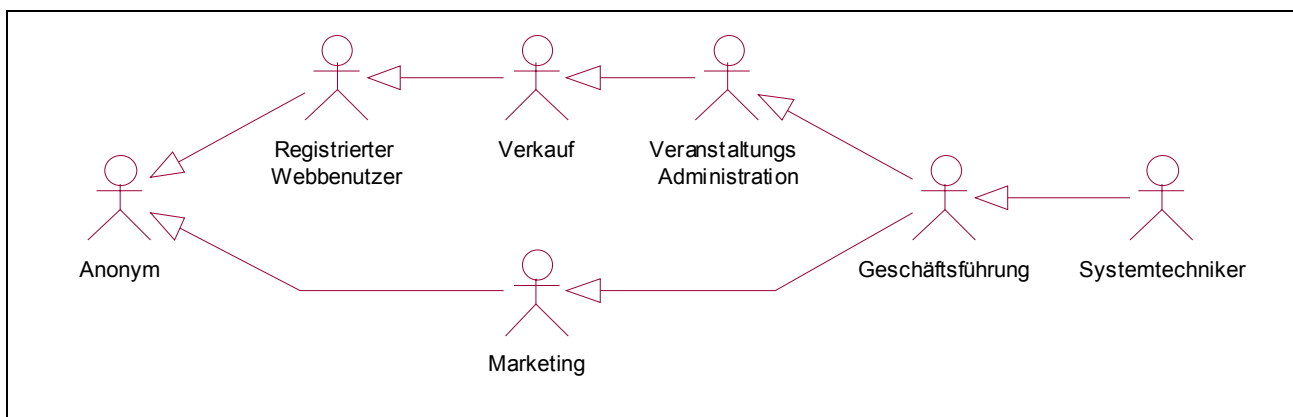 Registrierter
Webbenutzer
Verkauf
Veranstaltungs
Administration
Anonym
Geschäftsführung
Systemtechniker
Marketing